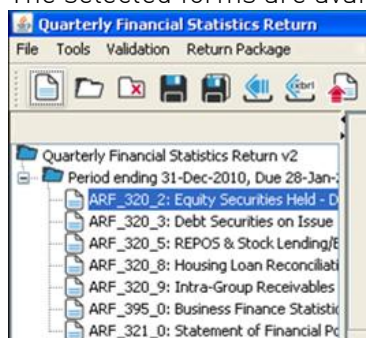 The selected forms are avai
Quarterly Financial Statistics Return
File Tools Validation Return Package
xbrl
Quarterly Financial Statistics Return v2
Period ending 31-Dec-2010, Due 28-Jan-
ARF_320_2: Equity Securities Held - D
ARF_320_3: Debt Securities on Issue
ARF_320_5: REPOS & Stock Lending/B
ARF_320_8: Housing Loan Reconciliati
ARF_320_9: Intra-Group Receivables
ARF_395_0: Business Finance Statistic
ARF_321_0: Statement of Financial Po